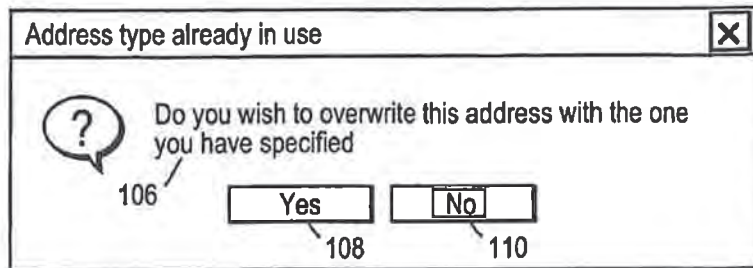 Address type already in use
?
Do you wish to overwrite this address with the one
you have specified
106
Yes No
108 110